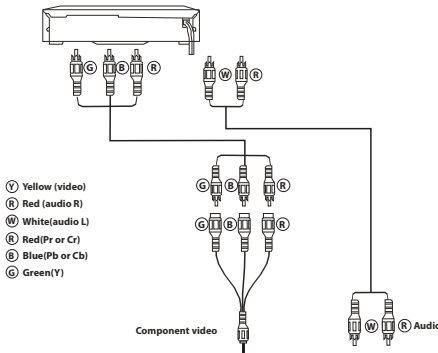 G B R
W R
G B R
G B R
Y Yellow (video)
R Red (audio R)
W White(audio L)
R Red(Pr or Cr)
B Blue(Pb or Cb)
G Green(Y)
Component video
W R Audio